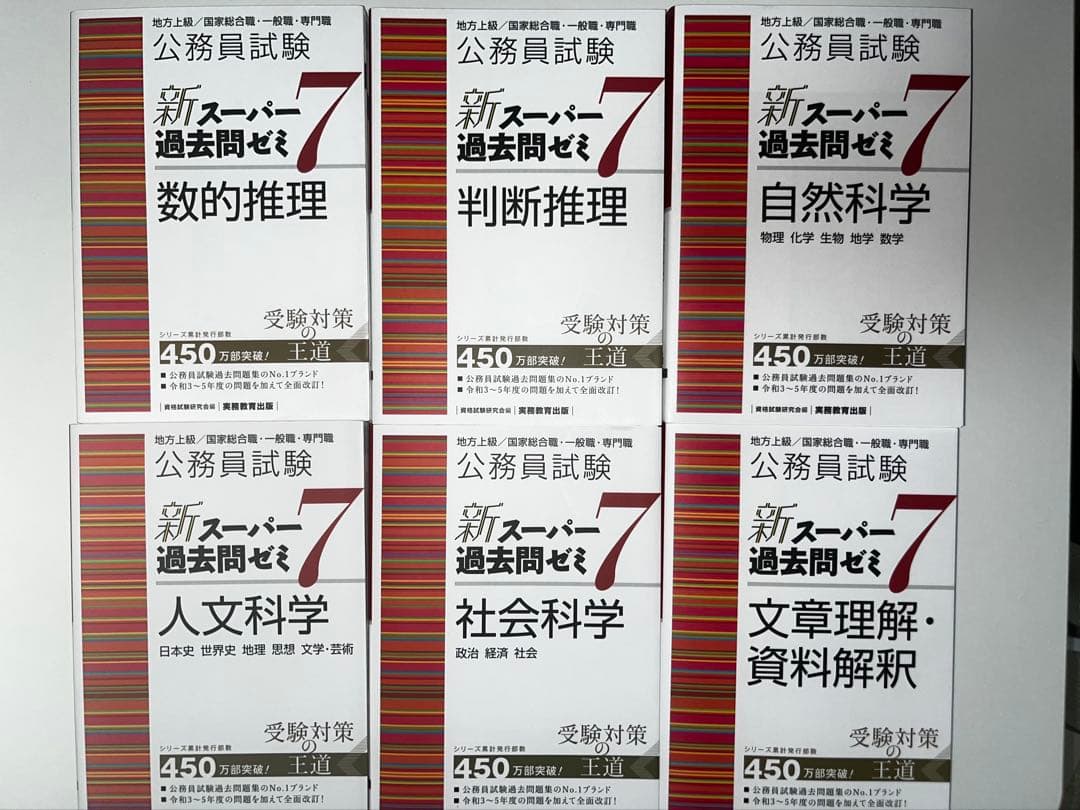 地方上級／国家総合職・一般職・専門職
公務員試験
新スーパー
過去問ゼミ7
数的推理
受験対策の王道
シリーズ累計発行部数
450万部突破!
■ 公務員試験過去問題集のNo.1ブランド
■ 令和3〜5年度の問題を加えて全面改訂!
資格試験研究会編｜実務教育出版｜
地方上級／国家総合職・一般職・専門職
公務員試験
新スーパー
過去問ゼミ7
判断推理
受験対策の王道
シリーズ累計発行部数
450万部突破!
■ 公務員試験過去問題集のNo.1ブランド
■ 令和3〜5年度の問題を加えて全面改訂!
｜資格試験研究会編｜実務教育出版｜
地方上級／国家総合職・一般職・専門職
公務員試験
新スーパー
過去問ゼミ7
自然科学
物理 化学 生物 地学 数学
受験対策の王道
シリーズ累計発行部数
450万部突破!
■ 公務員試験過去問題集のNo.1ブランド
■ 令和3〜5年度の問題を加えて全面改訂!
｜資格試験研究会編｜実務教育出版｜
地方上級／国家総合職・一般職・専門職
公務員試験
新スーパー
過去問ゼミ7
人文科学
日本史 世界史 地理 思想 文学・芸術
受験対策の王道
シリーズ累計発行部数
450万部突破!
■ 公務員試験過去問題集のNo.1ブランド
■ 令和3〜5年度の問題を加えて全面改訂!
地方上級／国家総合職・一般職・専門職
公務員試験
新スーパー
過去問ゼミ7
社会科学
政治 経済 社会
受験対策の王道
シリーズ累計発行部数
450万部突破!
■ 公務員試験過去問題集のNo.1ブランド
■ 令和3〜5年度の問題を加えて全面改訂!
地方上級／国家総合職・一般職・専門職
公務員試験
新スーパー
過去問ゼミ7
文章理解・
資料解釈
受験対策の王道
シリーズ累計発行部数
450万部突破!
■ 公務員試験過去問題集のNo.1ブランド
■ 令和3〜5年度の問題を加えて全面改訂!